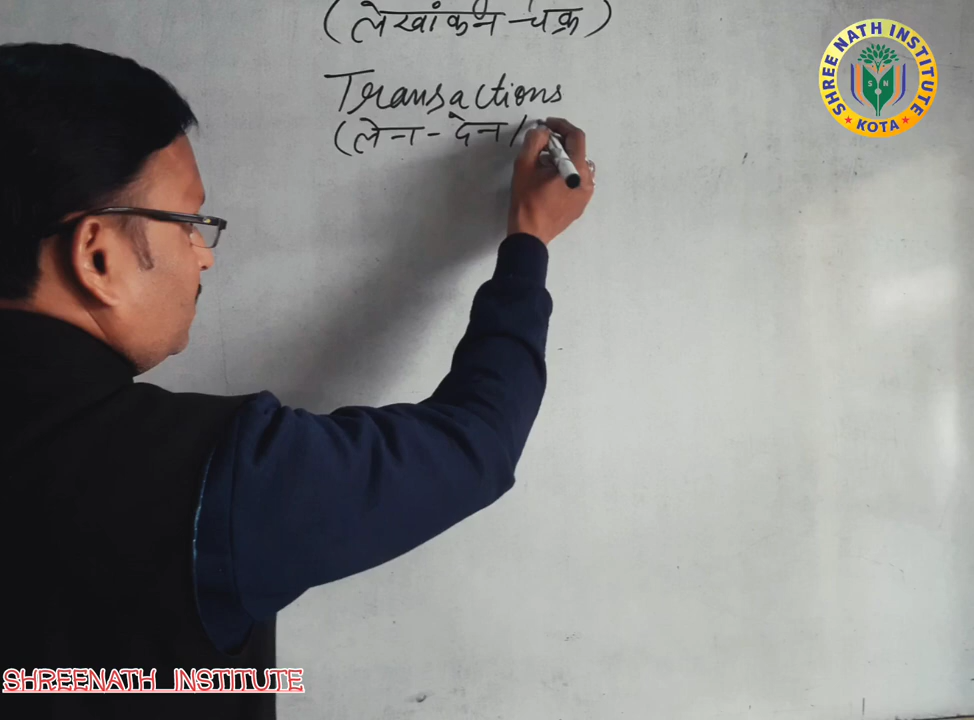 (लेखांकन-चक्र)
Transactions
(लेन-देन/
SHREE NATH INSTITUTE
S N
★ KOTA ★
SHREENATH INSTITUTE